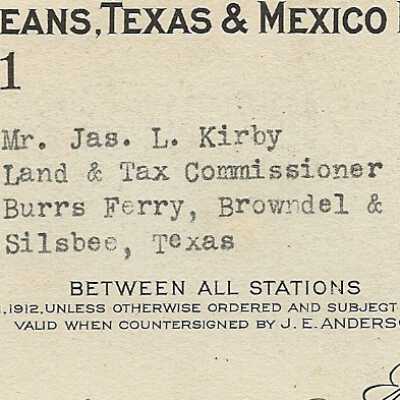 EANS, TEXAS & MEXICO
1
Mr. Jas. L. Kirby
Land & Tax Commissioner
Burrs Ferry, Browndel &
Silsbee, Texas
BETWEEN ALL STATIONS
,1912. UNLESS OTHERWISE ORDERED AND SUBJECT
VALID WHEN COUNTERSIGNED BY J. E. ANDERSO